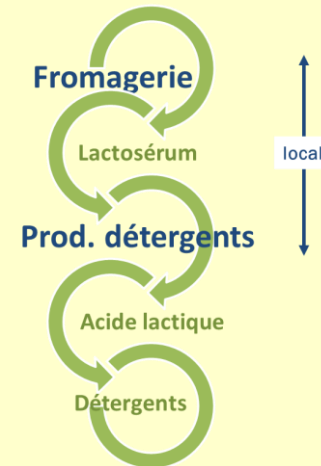 Fromagerie
Lactosérum
local
Prod. détergents
Acide lactique
Détergents